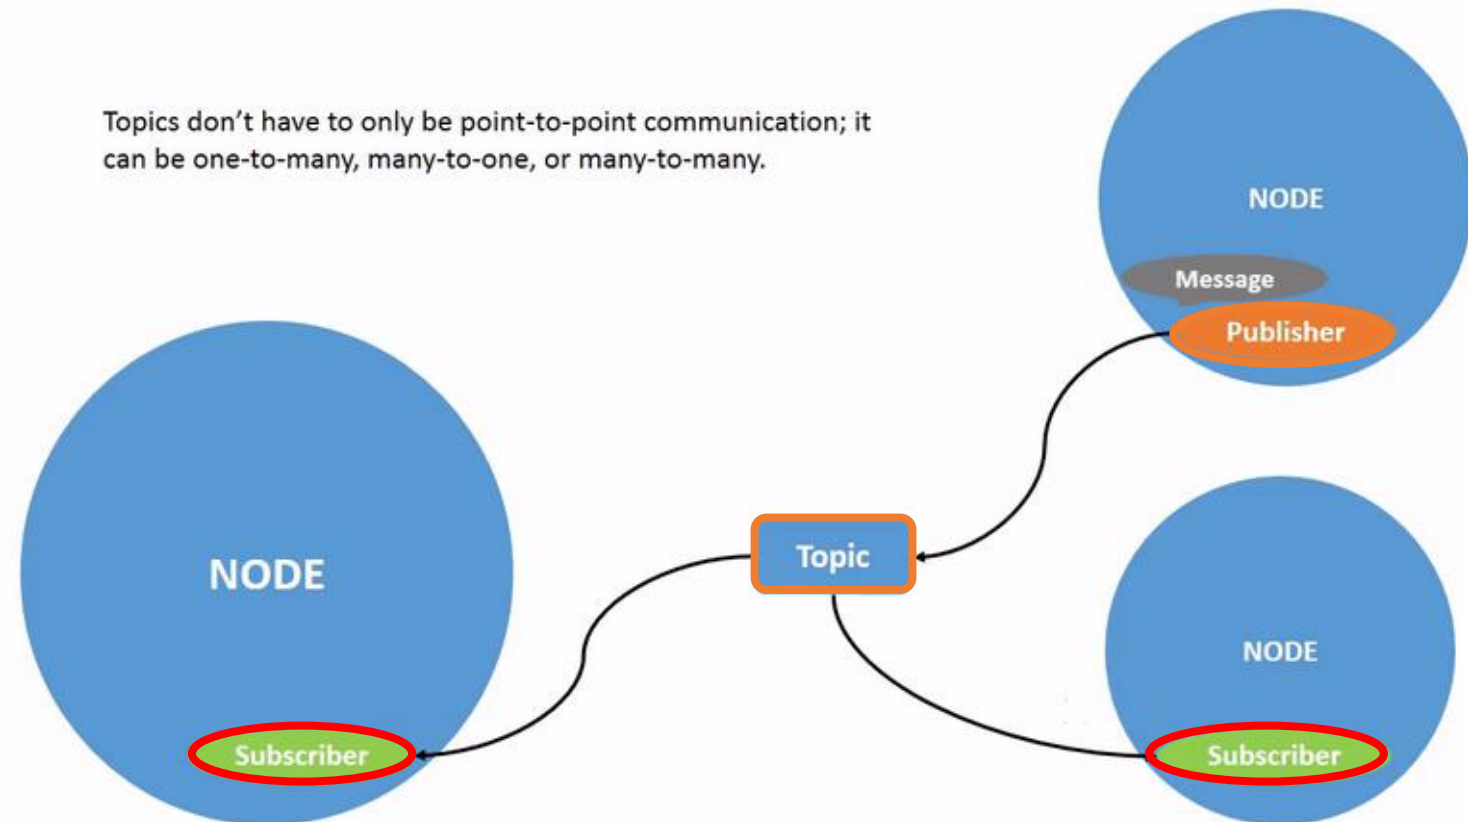 Topics don't have to only be point-to-point communication; it
can be one-to-many, many-to-one, or many-to-many.
NODE
Message
Publisher
Topic
NODE
Subscriber
NODE
Subscriber